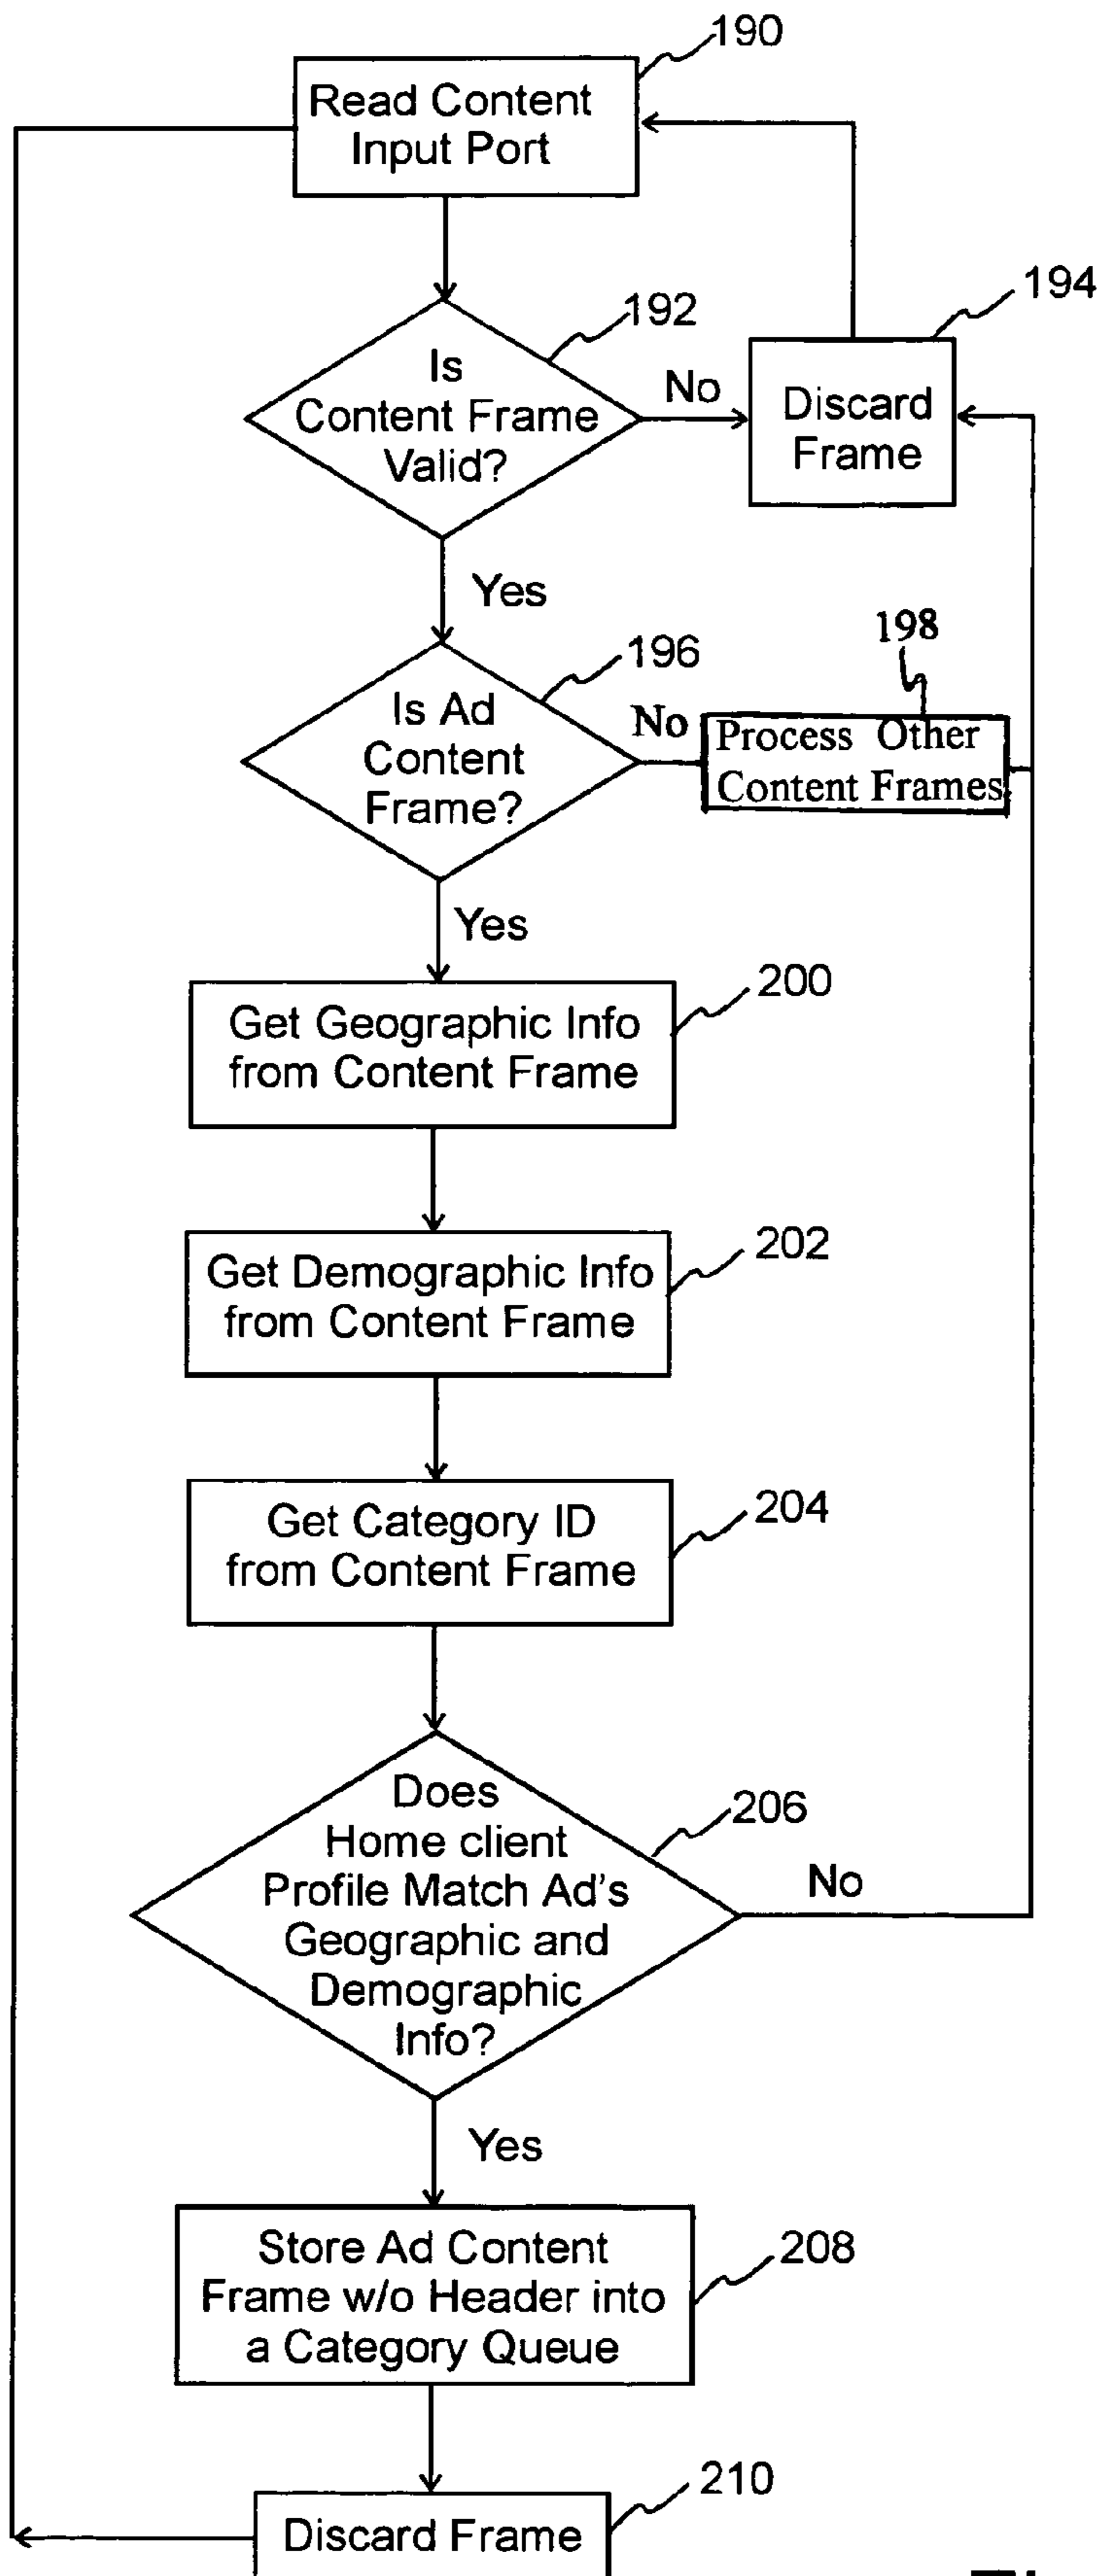 190
Read Content
Input Port
192
194
Is
Content Frame
Valid?
No
Discard
Frame
Yes
198
196
Is Ad
Content
Frame?
No
Process Other
Content Frames
Yes
200
Get Geographic Info
from Content Frame
202
Get Demographic Info
from Content Frame
204
Get Category ID
from Content Frame
206
Does
Home client
Profile Match Ad's
Geographic and
Demographic
Info?
No
Yes
208
Store Ad Content
Frame w/o Header into
a Category Queue
210
Discard Frame